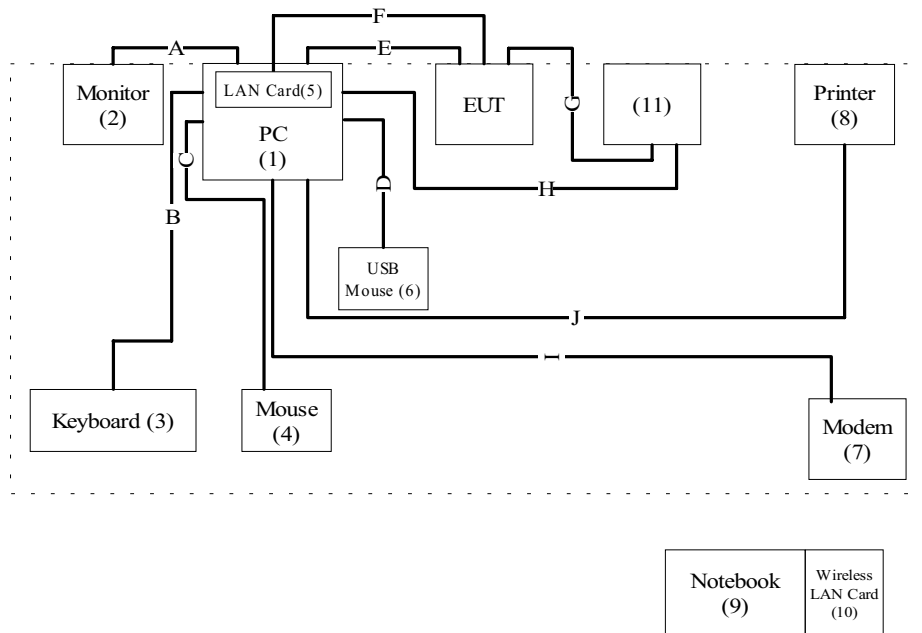 F
A
E
Monitor
(2)
LAN Card(5)
PC
(1)
EUT
G
(11)
Printer
(8)
C
D
H
B
USB
Mouse (6)
J
I
Keyboard (3)
Mouse
(4)
Modem
(7)
Notebook
(9)
Wireless
LAN Card
(10)